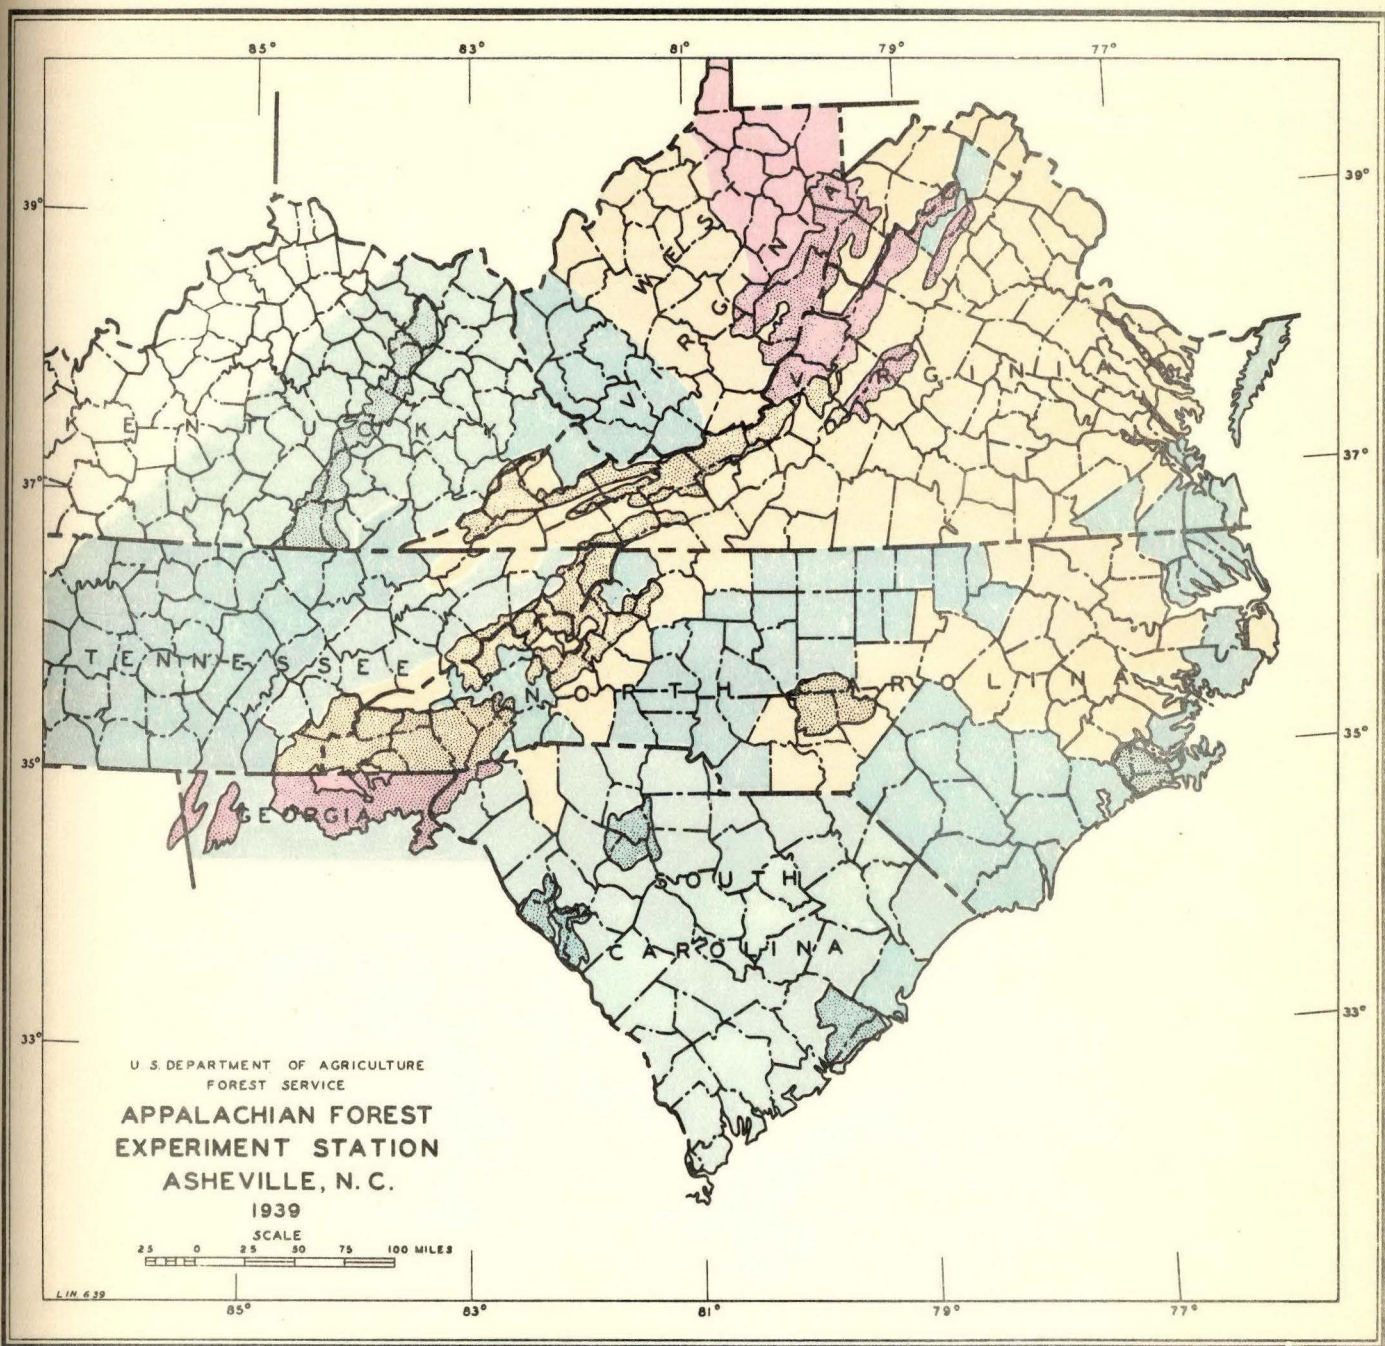 85° 83° 81° 79° 77°
39° 39°
WEST
VIRGINIA
VIRGINIA
KENTUCKY
37° 37°
TENNESSEE
NORTH CAROLINA
35° 35°
GEORGIA
SOUTH
CAROLINA
33° 33°
U. S. DEPARTMENT OF AGRICULTURE
FOREST SERVICE
APPALACHIAN FOREST
EXPERIMENT STATION
ASHEVILLE, N. C.
1939
SCALE
25 0 25 50 75 100 MILES
LIN. 639
85° 83° 81° 79° 77°